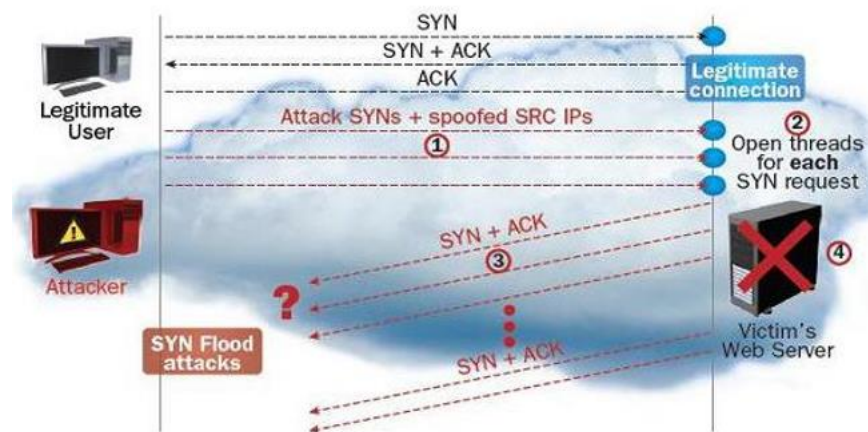 SYN
SYN + ACK
ACK
Legitimate
User
Legitimate
connection
Attack SYNs + spoofed SRC IPs
1
2
Open threads
for each
SYN request
SYN + ACK
3
4
Attacker
?
SYN Flood
attacks
SYN + ACK
Victim's
Web Server